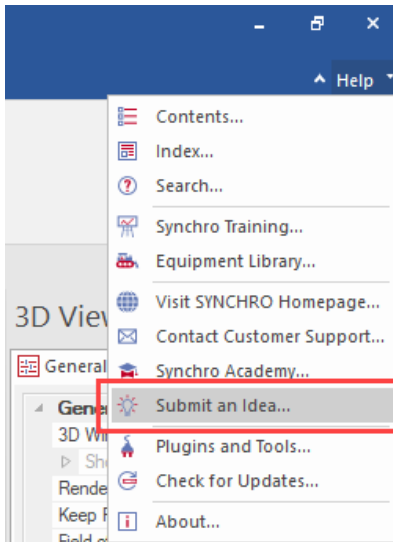 Help
Contents...
Index...
Search...
Synchro Training...
Equipment Library...
Visit SYNCHRO Homepage...
Contact Customer Support...
Synchro Academy...
Submit an Idea...
Plugins and Tools...
Check for Updates...
About...
3D View
General
Gene
3D Wi
Sh
Rende
Keep
Field